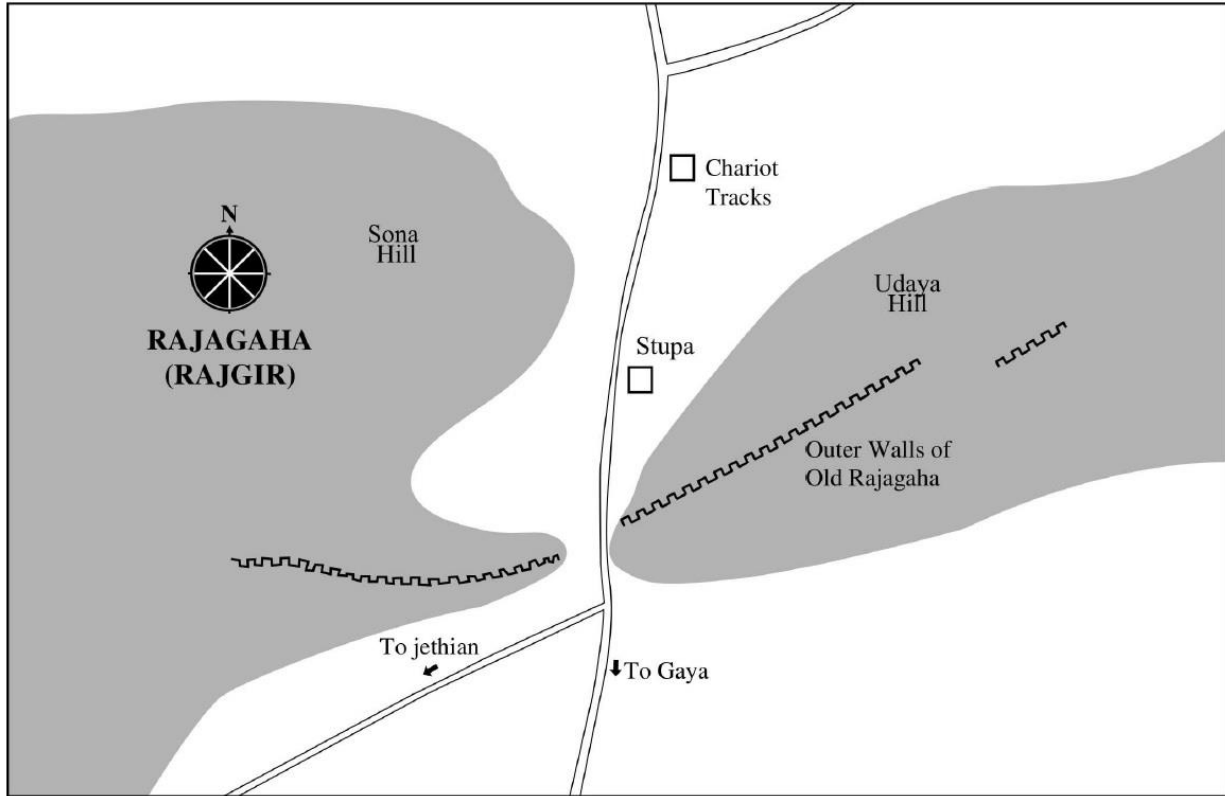 Chariot
Tracks
N
Sona
Hill
Udaya
Hill
RAJAGAHA
(RAJGIR)
Stupa
Outer Walls of
Old Rajagaha
To jethian
To Gaya